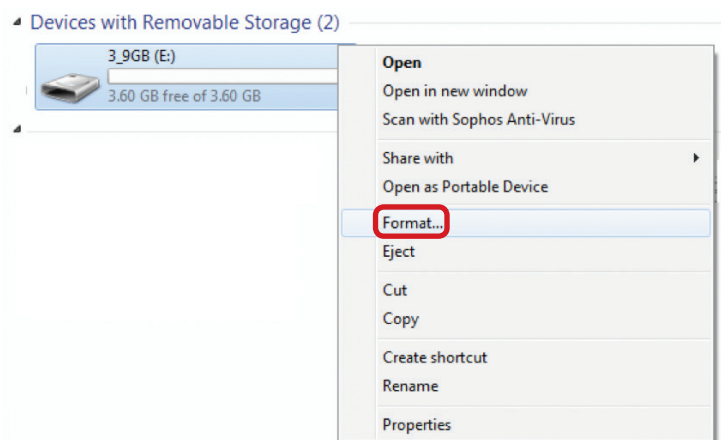 Devices with Removable Storage (2)
3_9GB (E:)
3.60 GB free of 3.60 GB
Open
Open in new window
Scan with Sophos Anti-Virus
Share with
Open as Portable Device
Format...
Eject
Cut
Copy
Create shortcut
Rename
Properties